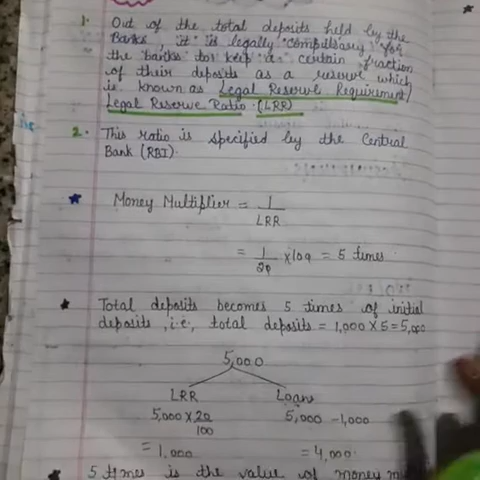 1. Out of the total deposits held by the
Banks, it is legally compulsary for
the banks to keep a certain fraction
of their deposits as a reserve which
is known as Legal Reserve Requirement/
Legal Reserve Ratio (LRR)
2. This ratio is specified by the Central
Bank (RBI).
★ Money Multiplier = 1/LRR
= 1/20 × 100 = 5 times
★ Total deposits becomes 5 times of initial
deposits, i.e., total deposits = 1,000 × 5 = 5,000
5,000
LRR Loans
5,000 × 20/100 5,000 - 1,000
= 1,000 = 4,000
★ 5 times is the value of money